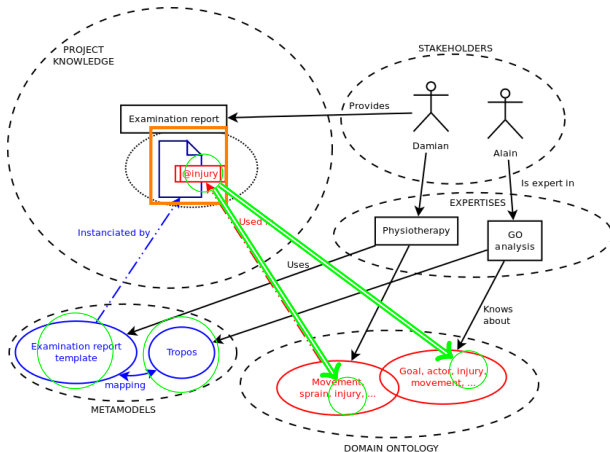 PROJECT
KNOWLEDGE
STAKEHOLDERS
Examination report
Provides
Damian
Alain
@injury
Is expert in
EXPERTISES
Instanciated by
Used
Physiotherapy
GO
analysis
Uses
Knows
about
Examination report
template
Tropos
mapping
METAMODELS
Movement,
sprain, injury, ...
Goal, actor, injury,
movement, ...
DOMAIN ONTOLOGY